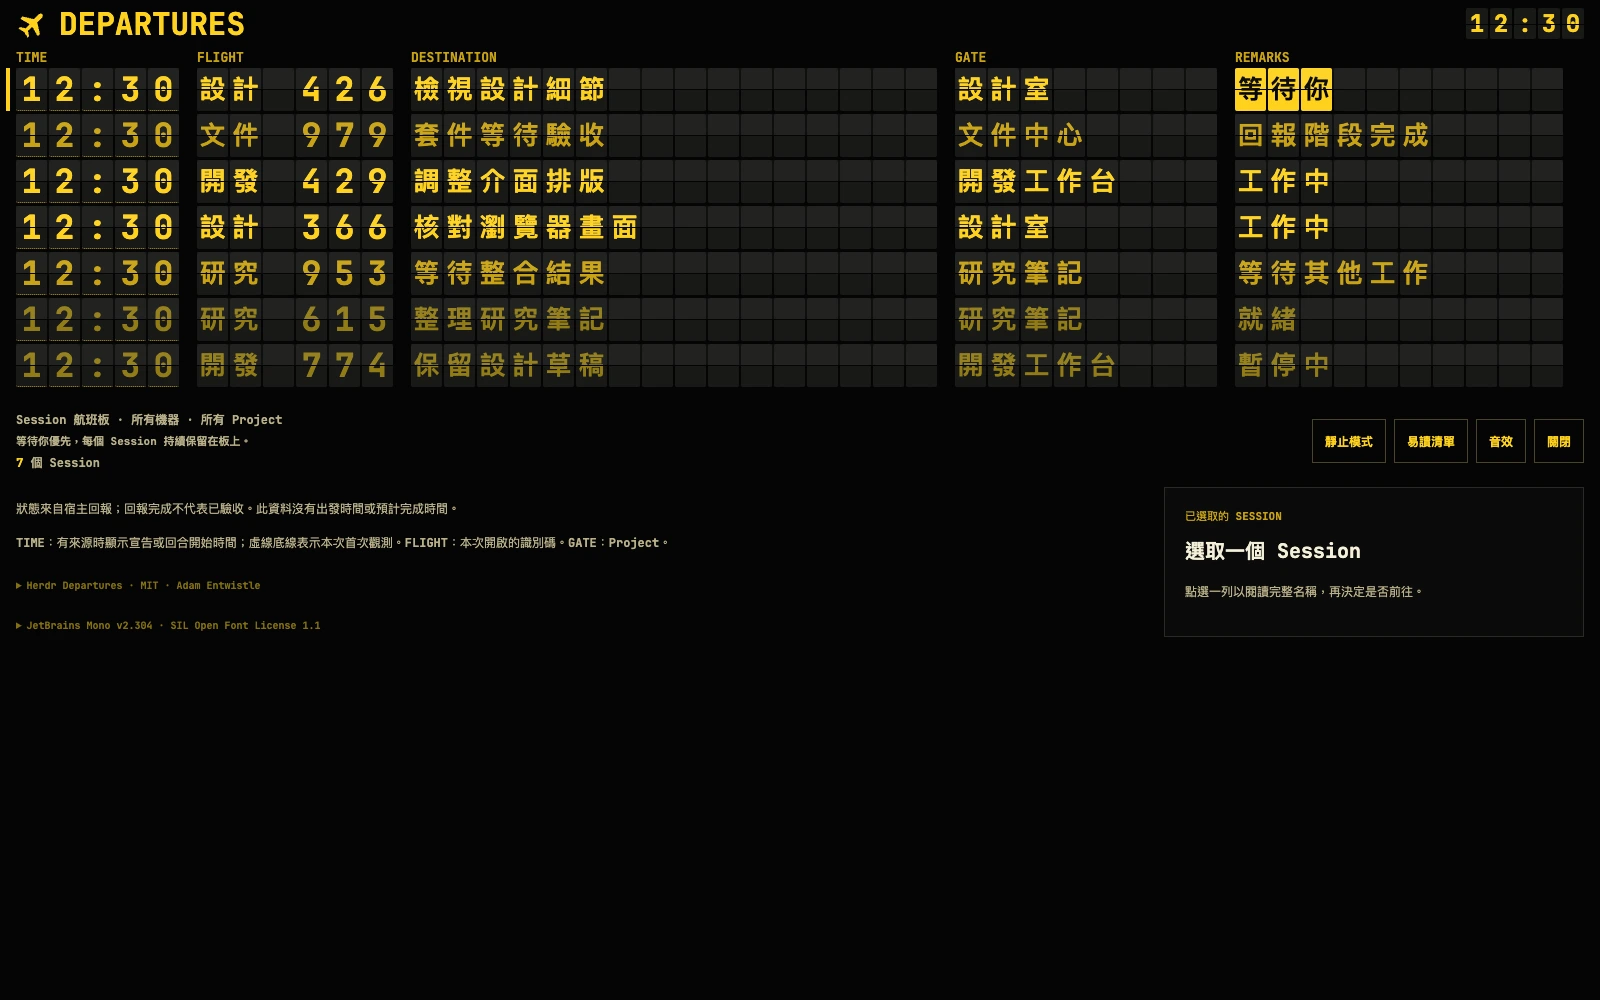 DEPARTURES 12:30
TIME FLIGHT DESTINATION GATE REMARKS
12:30 設計 426 檢視設計細節 設計室 等待你
12:30 文件 979 套件等待驗收 文件中心 回報階段完成
12:30 開發 429 調整介面排版 開發工作台 工作中
12:30 設計 366 核對瀏覽器畫面 設計室 工作中
12:30 研究 953 等待整合結果 研究筆記 等待其他工作
12:30 研究 615 整理研究筆記 研究筆記 就緒
12:30 開發 774 保留設計草稿 開發工作台 暫停中
Session 航班板 · 所有機器 · 所有 Project
等待你優先，每個 Session 持續保留在板上。
7 個 Session
靜止模式 易讀清單 音效 關閉
狀態來自宿主回報；回報完成不代表已驗收。此資料沒有出發時間或預計完成時間。
TIME：有來源時顯示宣告或回合開始時間；虛線底線表示本次首次觀測。FLIGHT：本次開啟的識別碼。GATE：Project。
▶ Herdr Departures · MIT · Adam Entwistle
▶ JetBrains Mono v2.304 · SIL Open Font License 1.1
已選取的 SESSION
選取一個 Session
點選一列以閱讀完整名稱，再決定是否前往。